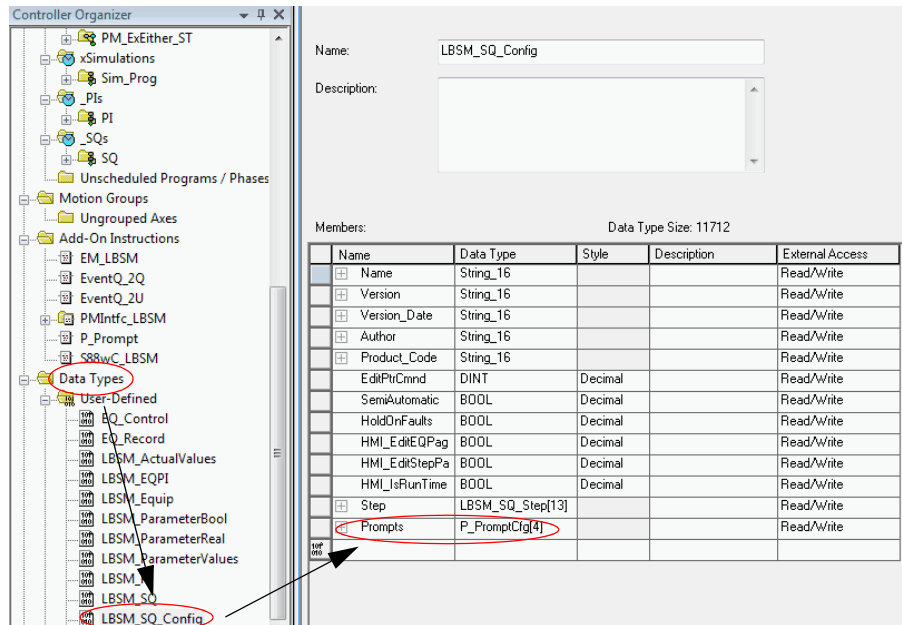 Controller Organizer
PM_ExEither_ST
xSimulations
Sim_Prog
_PIs
PI
_SQs
SQ
Unscheduled Programs / Phases
Motion Groups
Ungrouped Axes
Add-On Instructions
EM_LBSM
EventQ_2Q
EventQ_2U
PMIntfc_LBSM
P_Prompt
S88wC_LBSM
Data Types
User-Defined
EQ_Control
EQ_Record
LBSM_ActualValues
LBSM_EQPI
LBSM_Equip
LBSM_ParameterBool
LBSM_ParameterReal
LBSM_ParameterValues
LBSM_SQ
LBSM_SQ_Config
Name: LBSM_SQ_Config
Description:
Members: Data Type Size: 11712
Name Data Type Style Description External Access
Name String_16 Read/Write
Version String_16 Read/Write
Version_Date String_16 Read/Write
Author String_16 Read/Write
Product_Code String_16 Read/Write
EditPtrCmnd DINT Decimal Read/Write
SemiAutomatic BOOL Decimal Read/Write
HoldOnFaults BOOL Decimal Read/Write
HMI_EditEQPag BOOL Decimal Read/Write
HMI_EditStepPa BOOL Decimal Read/Write
HMI_IsRunTime BOOL Decimal Read/Write
Step LBSM_SQ_Step[13] Read/Write
Prompts P_PromptCfg[4] Read/Write